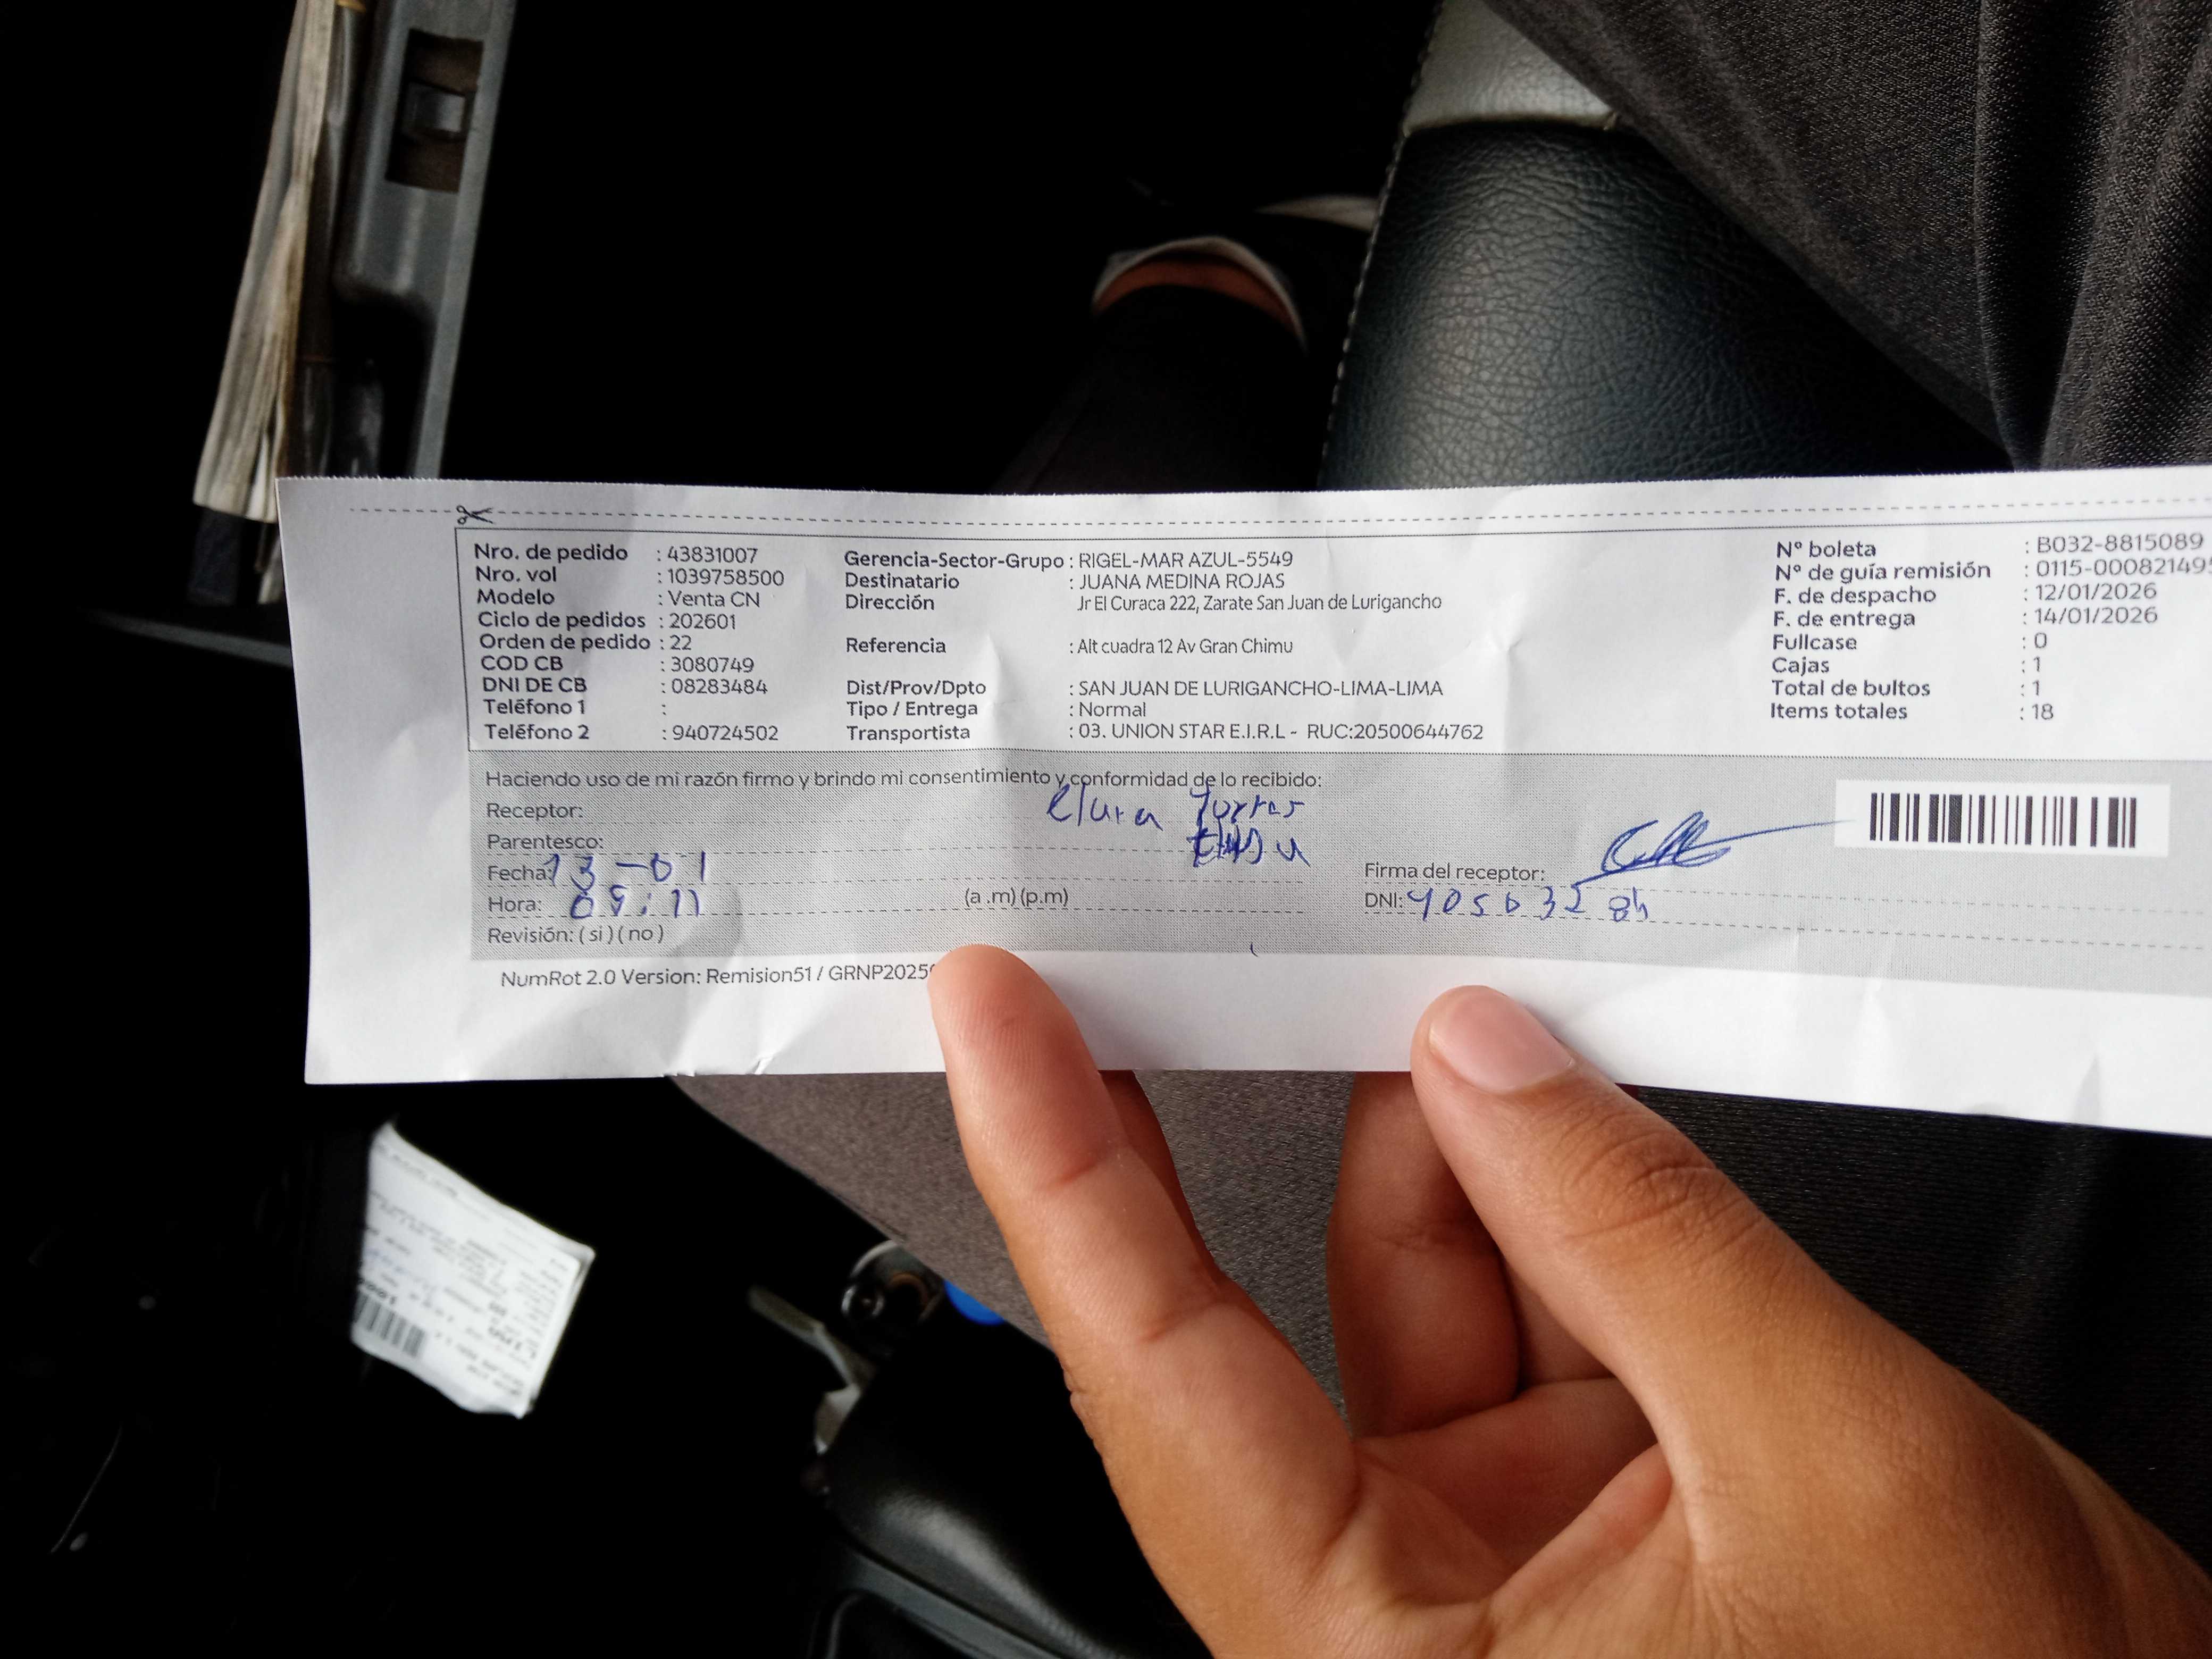 Nro. de pedido : 43831007
Nro. vol : 1039758500
Modelo : Venta CN
Ciclo de pedidos : 202601
Orden de pedido : 22
COD CB : 3080749
DNI DE CB : 08283484
Teléfono 1 :
Teléfono 2 : 940724502
Gerencia-Sector-Grupo : RIGEL-MAR AZUL-5549
Destinatario : JUANA MEDINA ROJAS
Dirección Jr El Curaca 222, Zarate San Juan de Lurigancho
Referencia : Alt cuadra 12 Av Gran Chimu
Dist/Prov/Dpto : SAN JUAN DE LURIGANCHO-LIMA-LIMA
Tipo / Entrega : Normal
Transportista : 03. UNION STAR E.I.R.L - RUC:20500644762
Nº boleta : B032-8815089
Nº de guía remisión : 0115-00082149
F. de despacho : 12/01/2026
F. de entrega : 14/01/2026
Fullcase : 0
Cajas : 1
Total de bultos : 1
Items totales : 18
Haciendo uso de mi razón firmo y brindo mi consentimiento y conformidad de lo recibido:
Receptor: Torres
Parentesco:
Fecha: 13-01
Hora: 09:11 (a .m) (p.m)
Revisión: ( si ) ( no )
Firma del receptor:
DNI:
NumRot 2.0 Version: Remision51 / GRNP2025